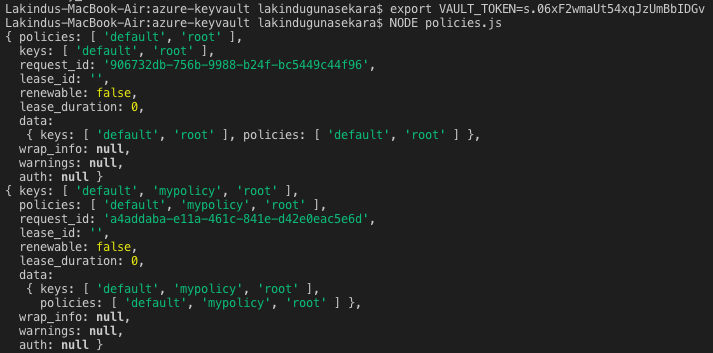 Lakindus-MacBook-Air:azure-keyvault lakindugunasekara$ export VAULT_TOKEN=s.06xF2wmaUt54xqJzUmBbIDGv
Lakindus-MacBook-Air:azure-keyvault lakindugunasekara$ NODE policies.js
{ policies: [ 'default', 'root' ],
  keys: [ 'default', 'root' ],
  request_id: '906732db-756b-9988-b24f-bc5449c44f96',
  lease_id: '',
  renewable: false,
  lease_duration: 0,
  data:
   { keys: [ 'default', 'root' ], policies: [ 'default', 'root' ] },
  wrap_info: null,
  warnings: null,
  auth: null }
{ keys: [ 'default', 'mypolicy', 'root' ],
  policies: [ 'default', 'mypolicy', 'root' ],
  request_id: 'a4addaba-e11a-461c-841e-d42e0eac5e6d',
  lease_id: '',
  renewable: false,
  lease_duration: 0,
  data:
   { keys: [ 'default', 'mypolicy', 'root' ],
     policies: [ 'default', 'mypolicy', 'root' ] },
  wrap_info: null,
  warnings: null,
  auth: null }